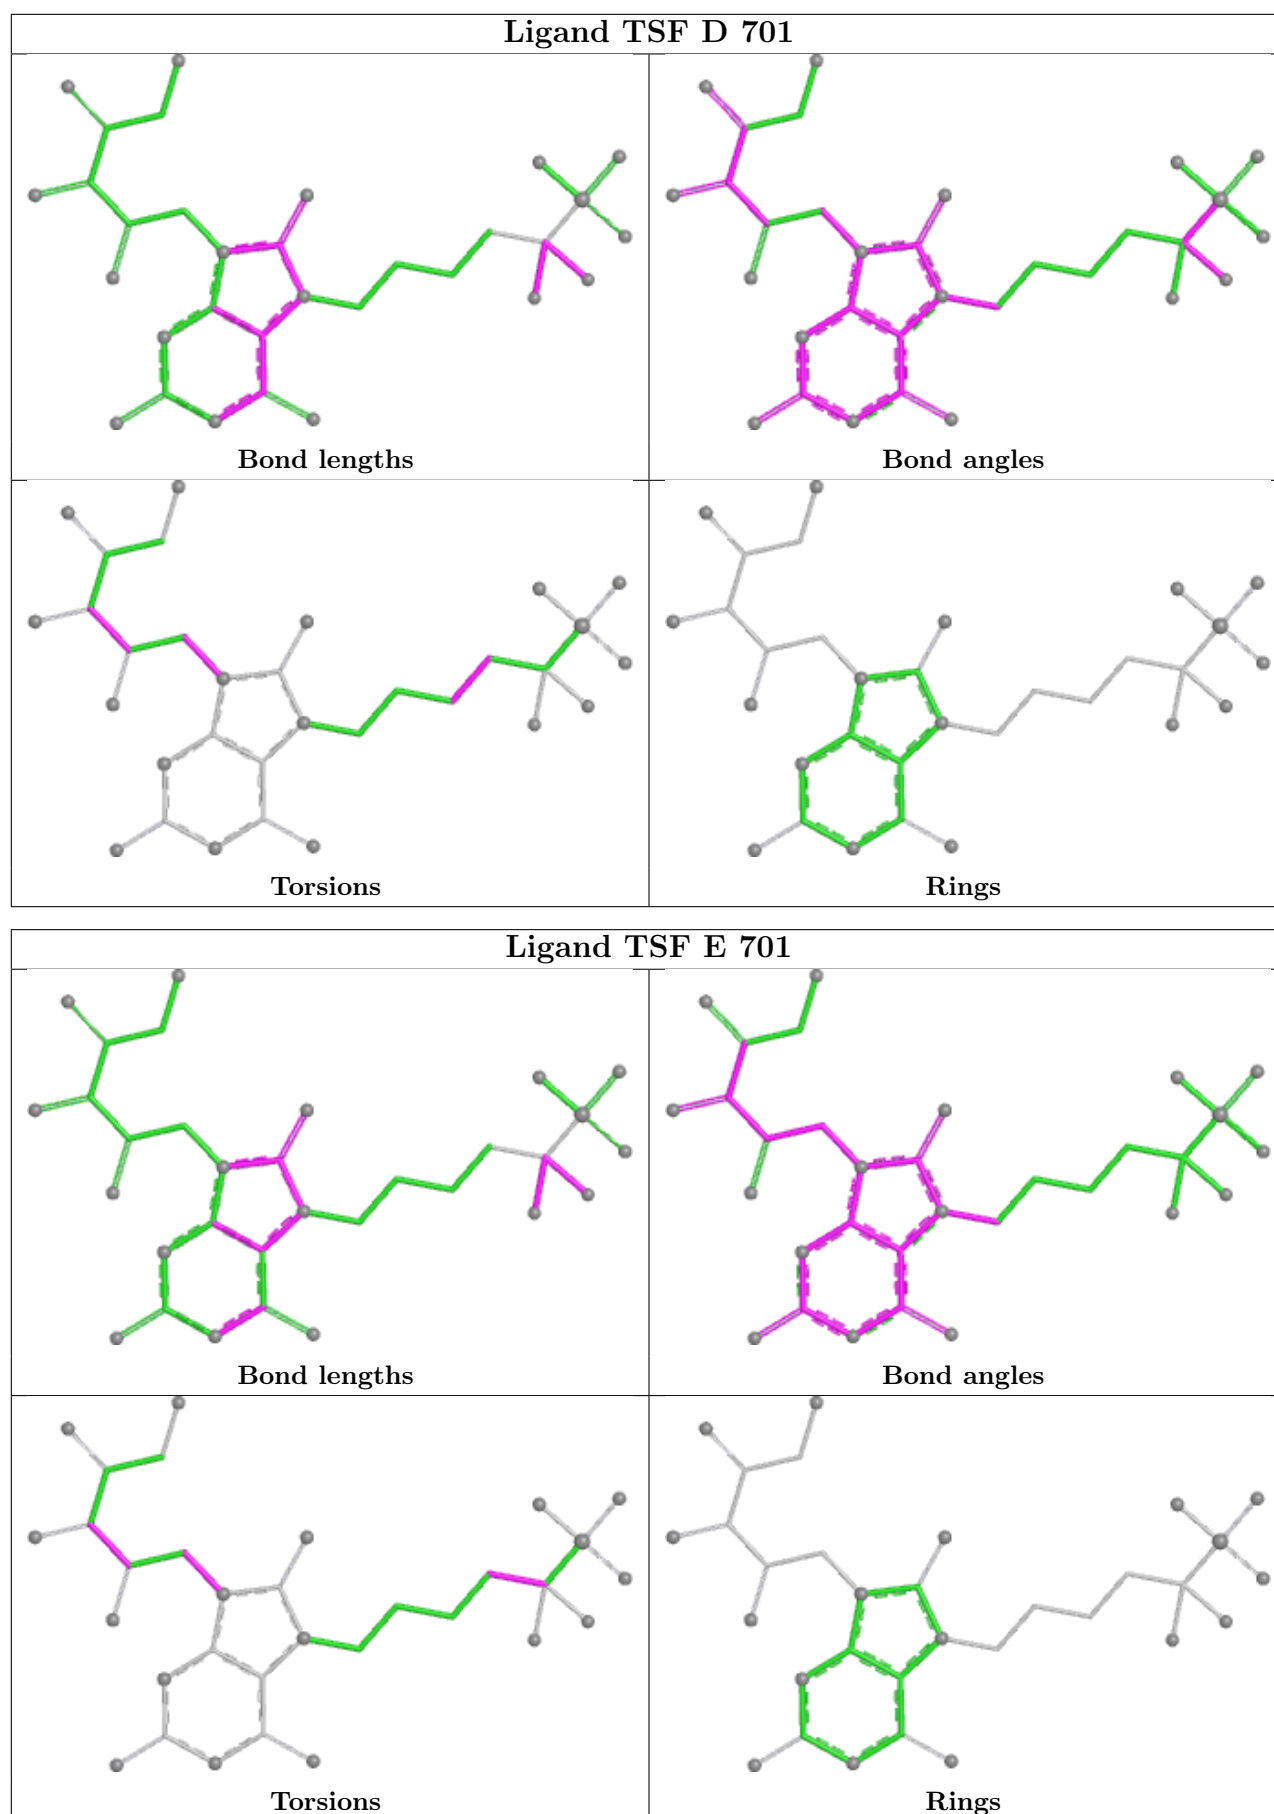 Ligand TSF D 701
Bond lengths
Bond angles
Torsions
Rings
Ligand TSF E 701
Bond lengths
Bond angles
Torsions
Rings